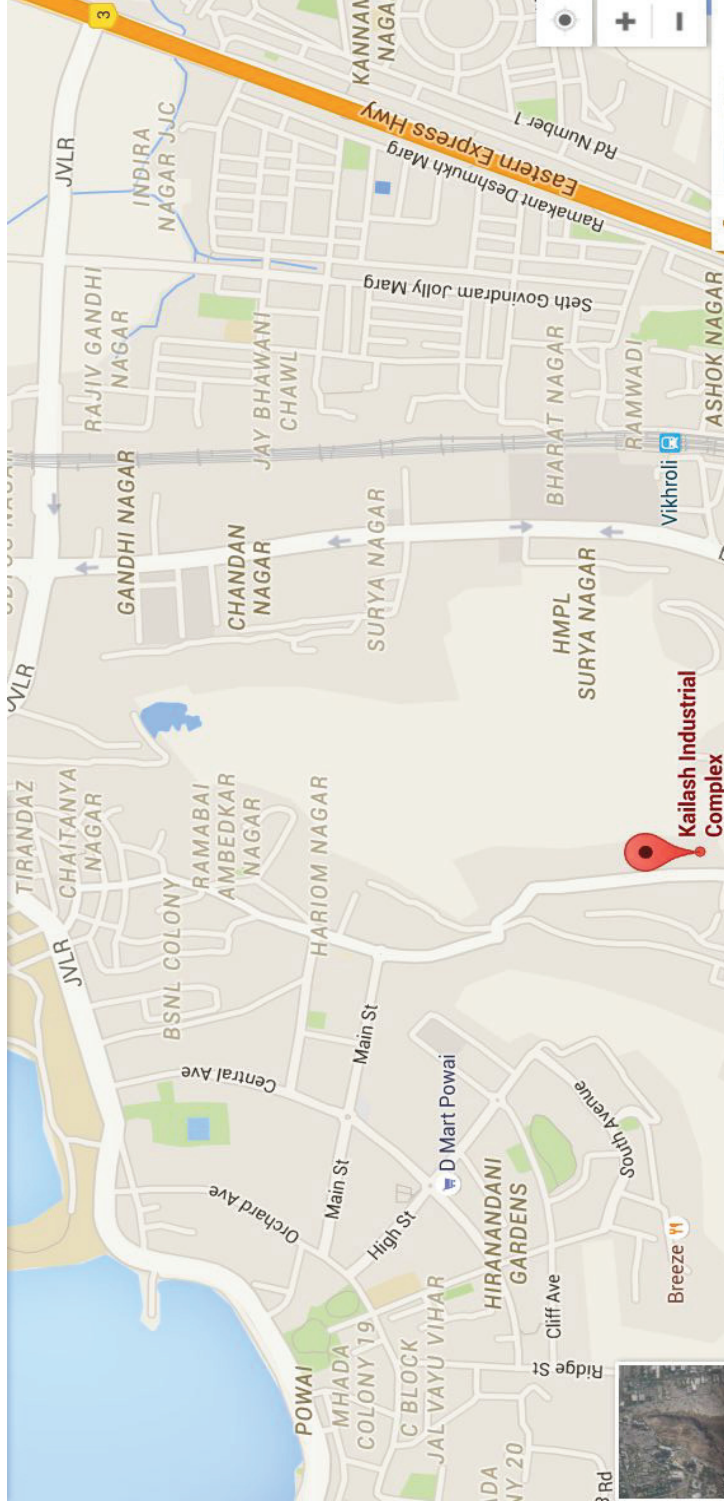 TIRANDAZ
JVLR
JVLR
JVLR
3
CHAITANYA
NAGAR
RAJIV GANDHI
NAGAR
GANDHI NAGAR
INDIRA
NAGAR JJC
BSNL COLONY
RAMABAI
AMBEDKAR
NAGAR
CHANDAN
NAGAR
JAY BHAWANI
CHAWL
Central Ave
Orchard Ave
HARIOM NAGAR
POWAI
MHADA
COLONY 19
Main St
Main St
SURYA NAGAR
Seth Govindram Jolly Marg
KANNAM
NAGA
Eastern Express Hwy
Ramakant Deshmukh Marg
High St
C BLOCK
JAL VAYU VIHAR
D Mart Powai
HIRANANDANI
GARDENS
HMPL
SURYA NAGAR
BHARAT NAGAR
Rd Number 1
Cliff Ave
Ridge St
South Avenue
NY 20
RAMWADI
Vikhroli
Breeze
Kailash Industrial
Complex
ASHOK NAGAR
Rd
+
−